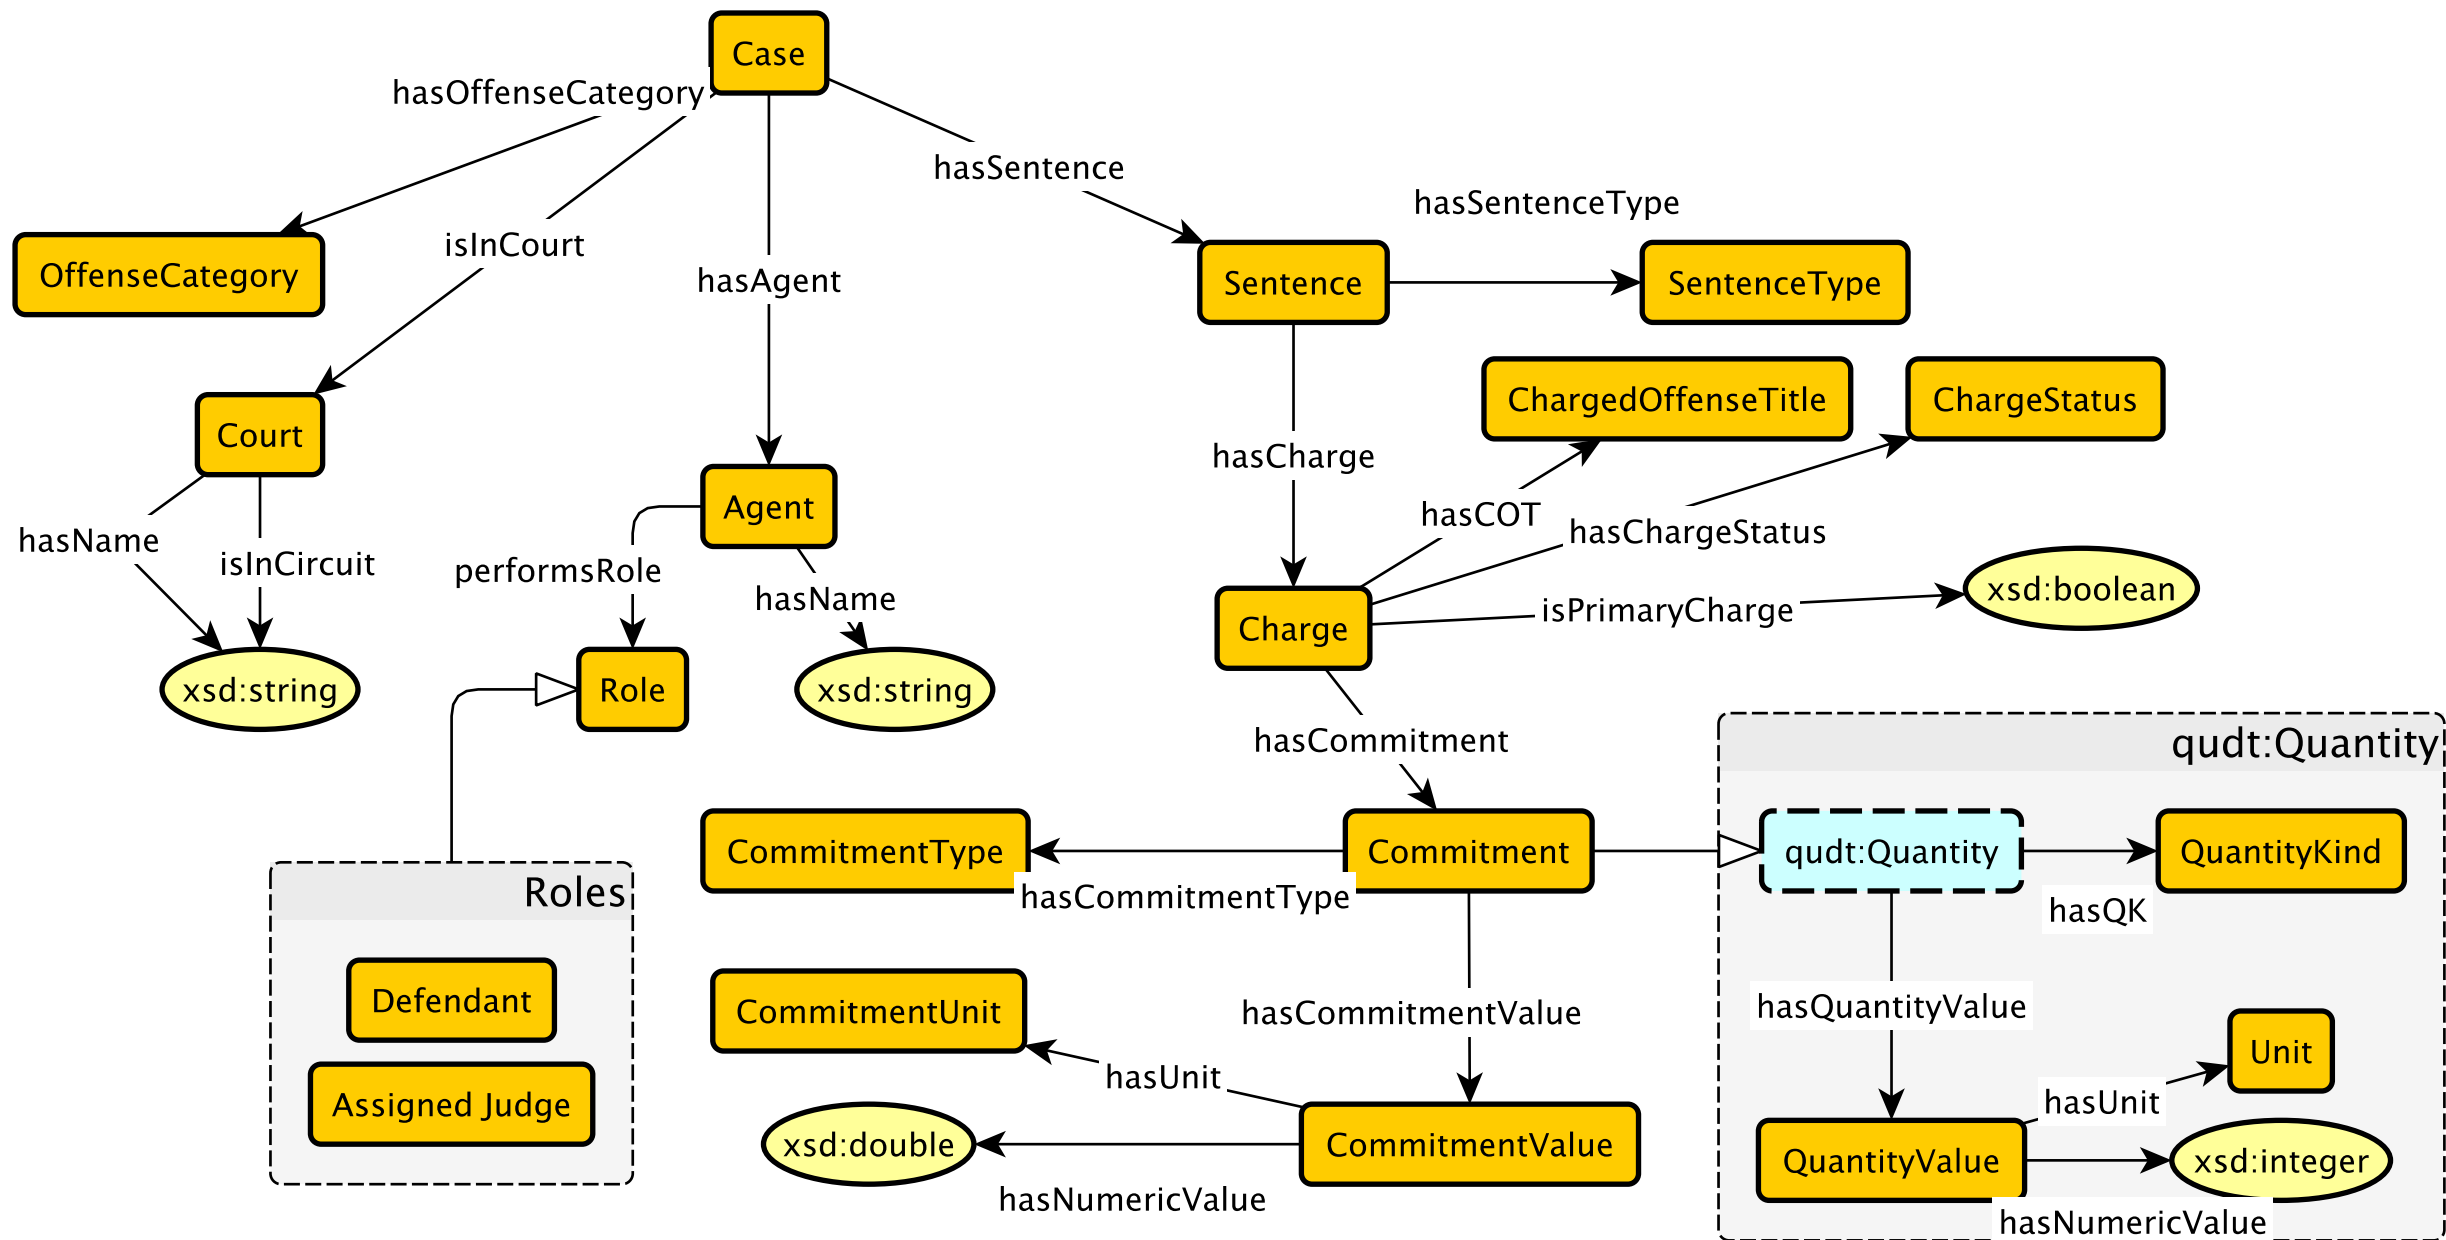 Case
hasOffenseCategory
hasSentence
hasSentenceType
isInCourt
OffenseCategory
hasAgent
Sentence
SentenceType
ChargedOffenseTitle
ChargeStatus
Court
hasCharge
Agent
hasCOT
hasChargeStatus
hasName
isInCircuit
performsRole
hasName
xsd:boolean
isPrimaryCharge
Charge
xsd:string
Role
xsd:string
hasCommitment
qudt:Quantity
CommitmentType
Commitment
qudt:Quantity
QuantityKind
hasCommitmentType
hasQK
Roles
Defendant
CommitmentUnit
hasCommitmentValue
hasQuantityValue
Unit
hasUnit
hasUnit
Assigned Judge
xsd:double
CommitmentValue
QuantityValue
xsd:integer
hasNumericValue
hasNumericValue